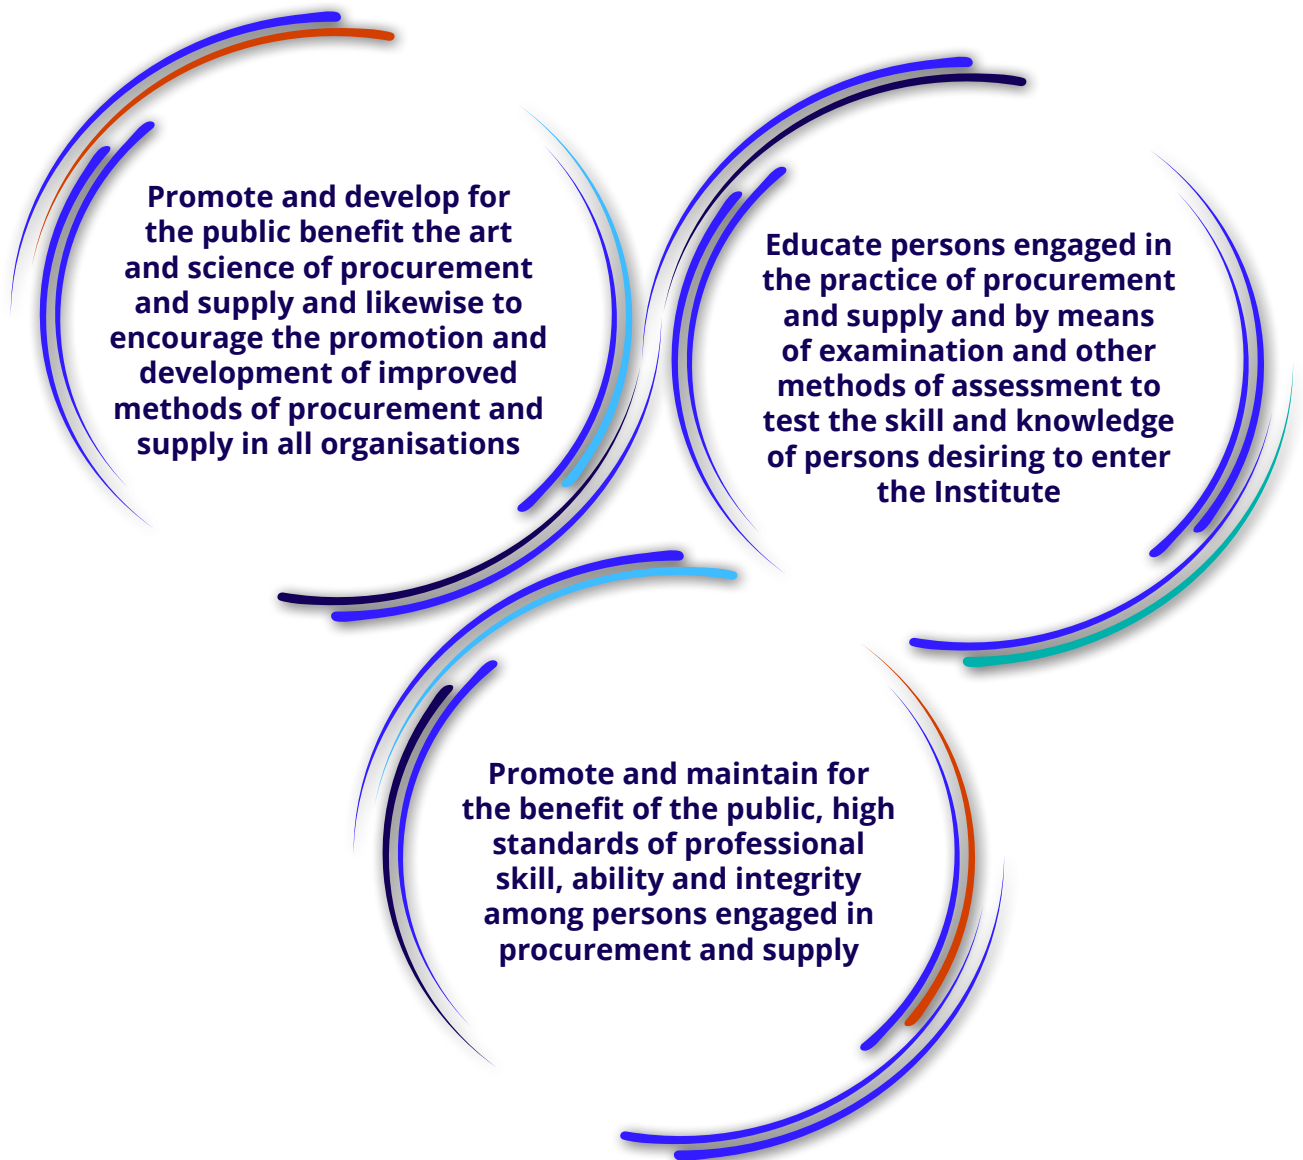 Promote and develop for
the public benefit the art
and science of procurement
and supply and likewise to
encourage the promotion and
development of improved
methods of procurement and
supply in all organisations
Educate persons engaged in
the practice of procurement
and supply and by means
of examination and other
methods of assessment to
test the skill and knowledge
of persons desiring to enter
the Institute
Promote and maintain for
the benefit of the public, high
standards of professional
skill, ability and integrity
among persons engaged in
procurement and supply